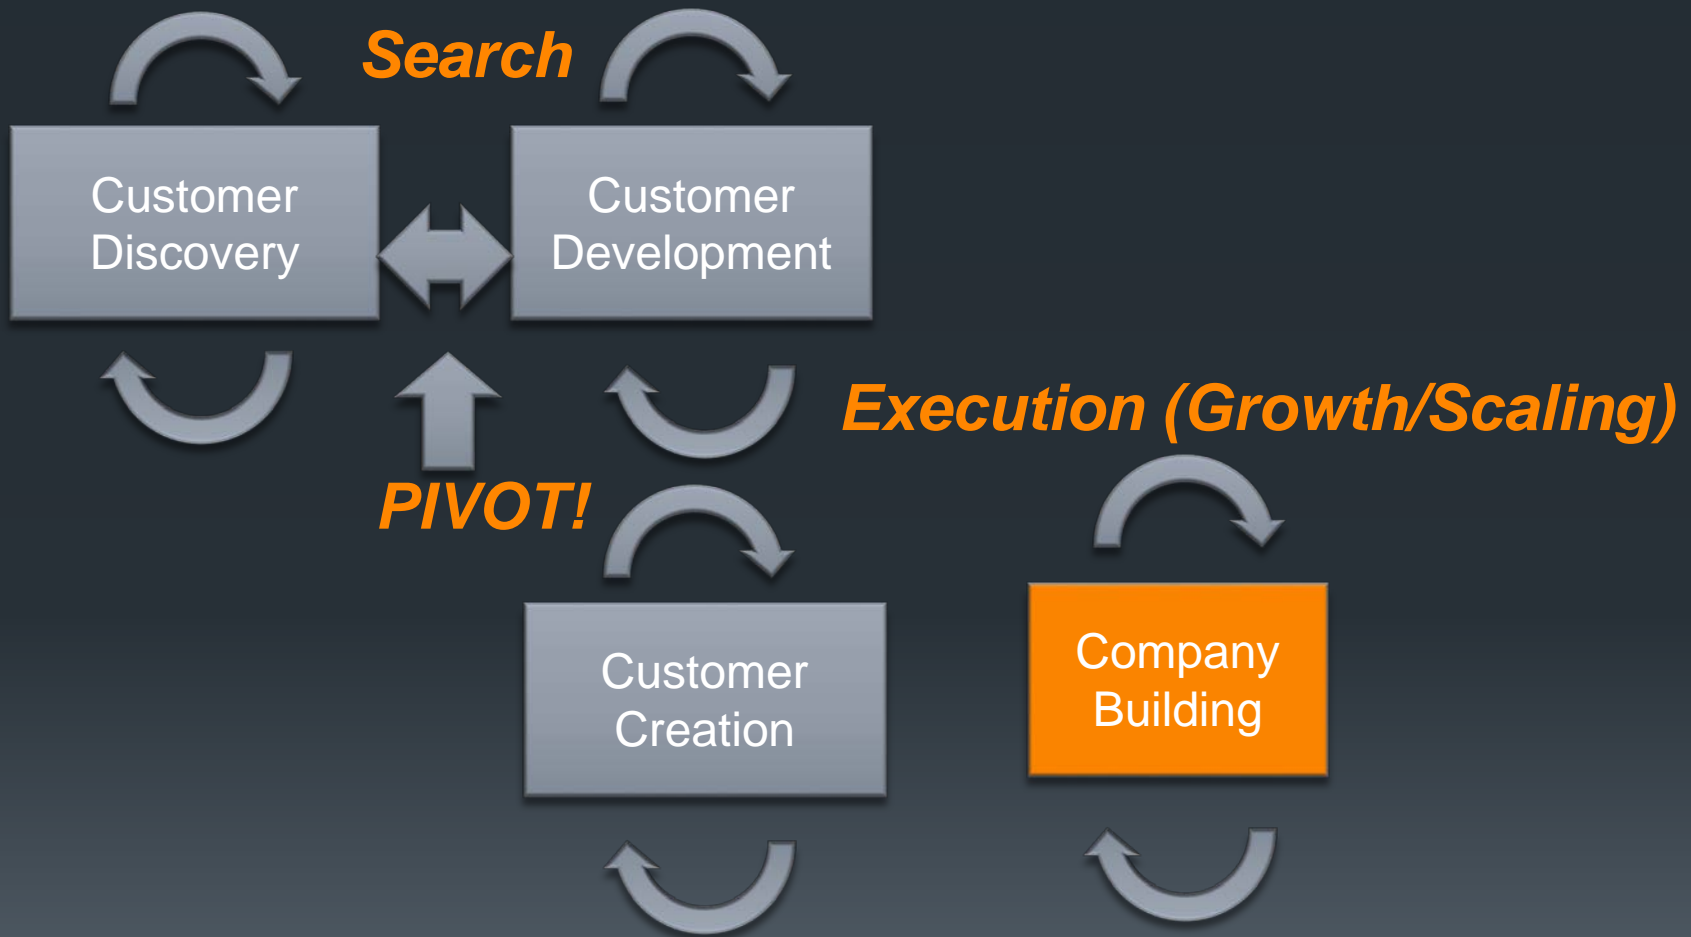 Search
Customer
Discovery
Customer
Development
Execution (Growth/Scaling)
PIVOT!
Customer
Creation
Company
Building